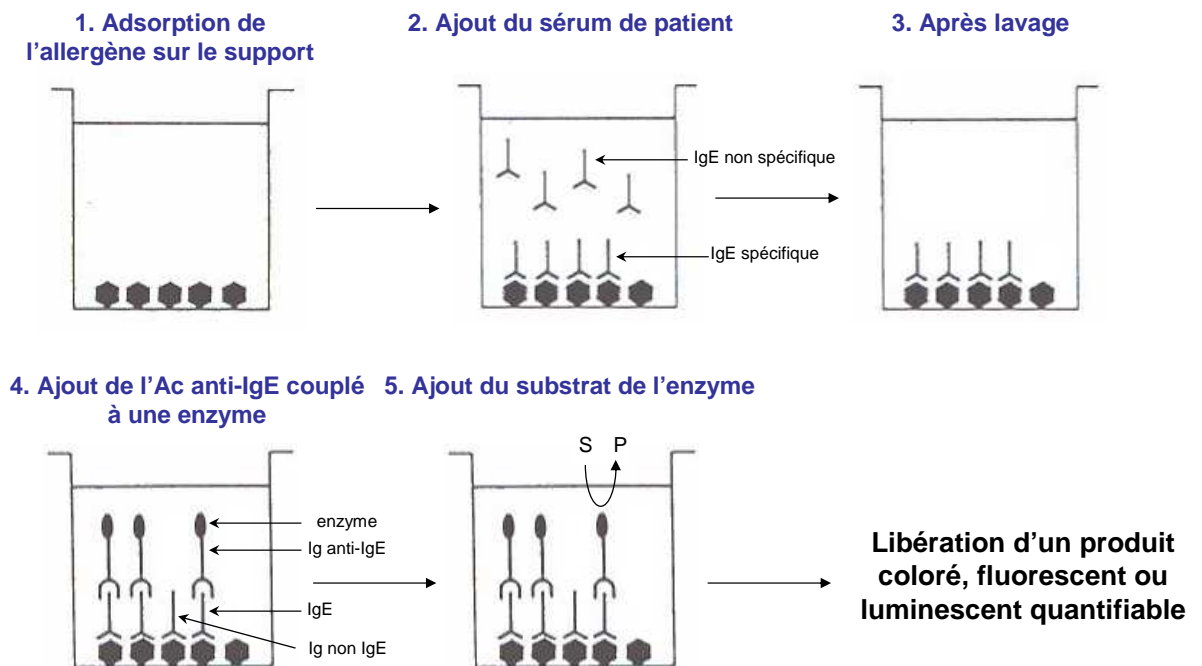 1. Adsorption de
l’allergène sur le support
2. Ajout du sérum de patient
3. Après lavage
IgE non spécifique
IgE spécifique
4. Ajout de l’Ac anti-IgE couplé
à une enzyme
5. Ajout du substrat de l’enzyme
S P
enzyme
Ig anti-IgE
IgE
Ig non IgE
Libération d’un produit
coloré, fluorescent ou
luminescent quantifiable